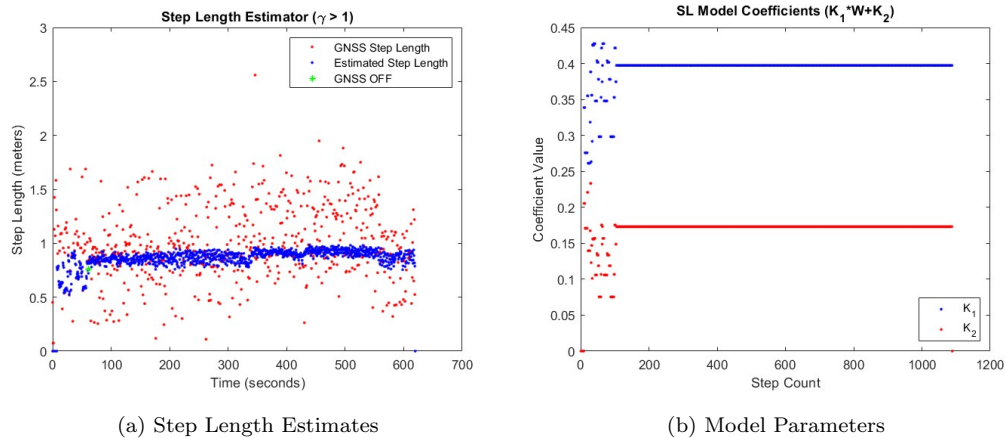 Step Length Estimator (γ > 1)
GNSS Step Length
Estimated Step Length
GNSS OFF
3
2.5
2
1.5
1
0.5
0
Step Length (meters)
0 100 200 300 400 500 600 700
Time (seconds)
(a) Step Length Estimates
SL Model Coefficients (K₁*W+K₂)
0.45
0.4
0.35
0.3
0.25
0.2
0.15
0.1
0.05
0
Coefficient Value
K₁
K₂
0 200 400 600 800 1000 1200
Step Count
(b) Model Parameters